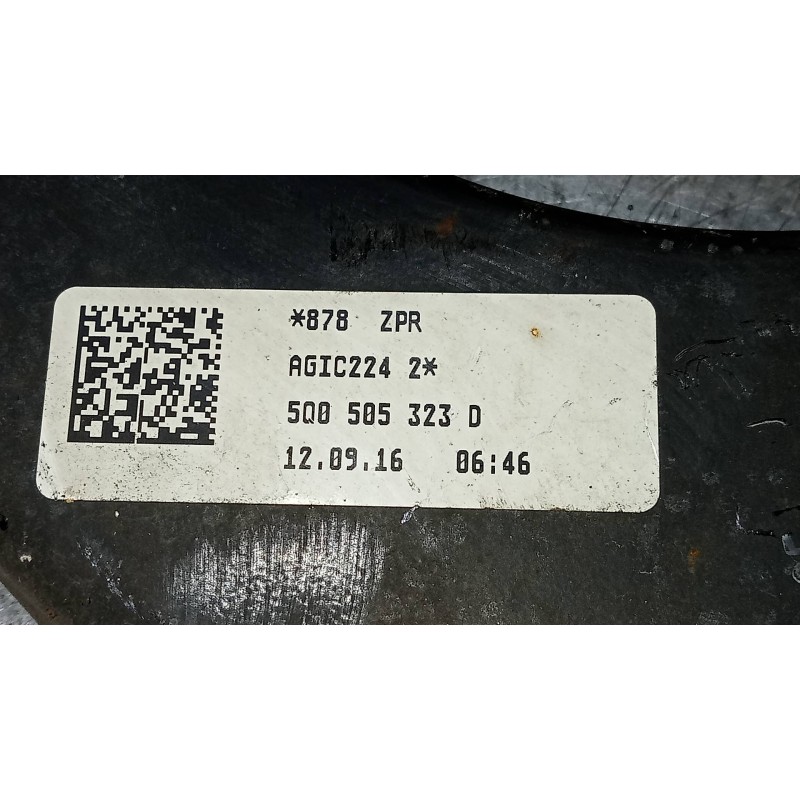 *878 ZPR
AGIC224 2*
5Q0 505 323 D
12.09.16 06:46